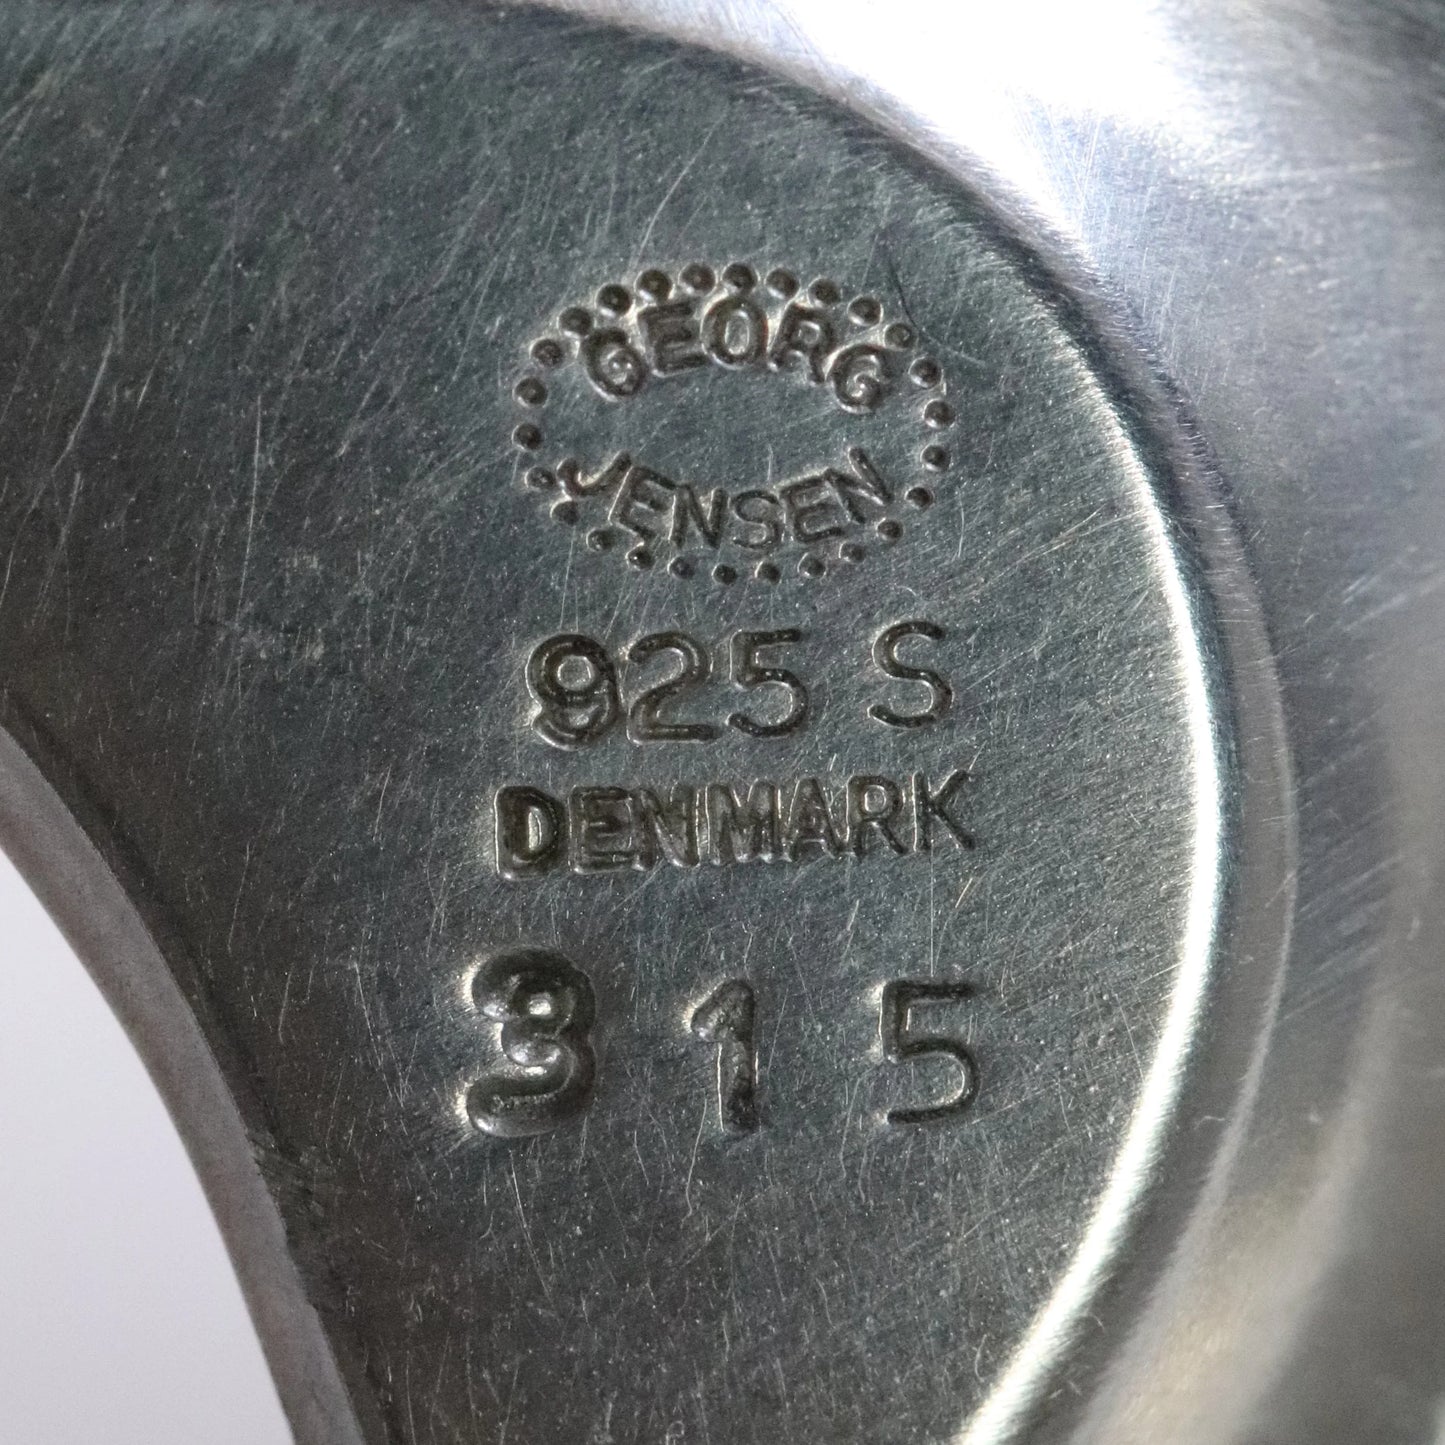 GEORG
JENSEN
925 S
DENMARK
315